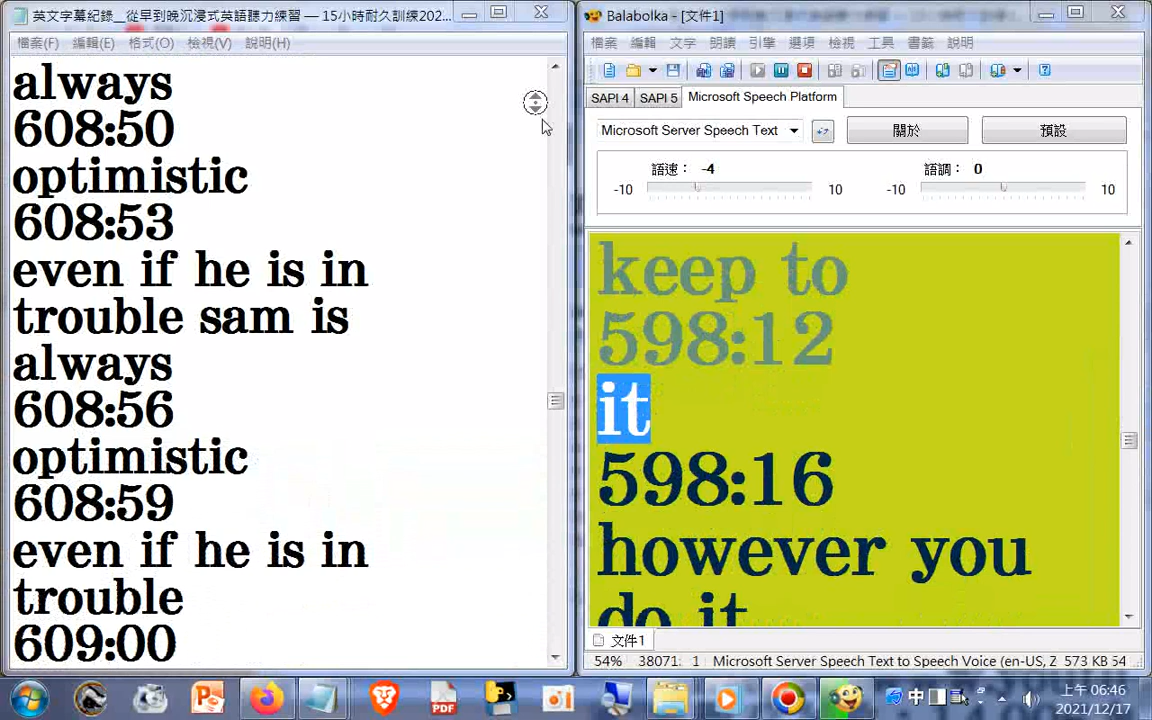 英文字幕紀錄__從早到晚沉浸式英語聽力練習 — 15小時耐久訓練202...
檔案(F) 編輯(E) 格式(O) 檢視(V) 說明(H)
always
608:50
optimistic
608:53
even if he is in
trouble sam is
always
608:56
optimistic
608:59
even if he is in
trouble
609:00
Balabolka - [文件1]
檔案 編輯 文字 朗讀 引擎 選項 檢視 工具 書籤 說明
SAPI 4 SAPI 5 Microsoft Speech Platform
Microsoft Server Speech Text 關於 預設
語速： -4 語調： 0
-10 10 -10 10
keep to
598:12
it
598:16
however you
do it
文件1
54% 38071: 1 Microsoft Server Speech Text to Speech Voice (en-US, Z 573 KB 54
PDF 中 上午 06:46
2021/12/17